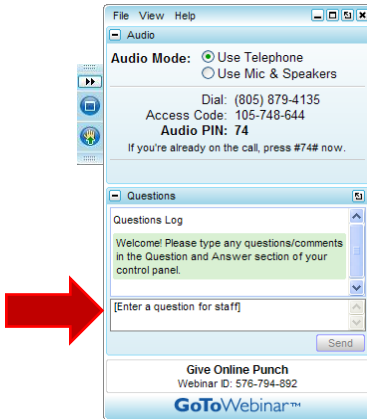 File View Help
Audio
Audio Mode: Use Telephone
Use Mic & Speakers
Dial: (805) 879-4135
Access Code: 105-748-644
Audio PIN: 74
If you're already on the call, press #74# now.
Questions
Questions Log
Welcome! Please type any questions/comments
in the Question and Answer section of your
control panel.
[Enter a question for staff]
Send
Give Online Punch
Webinar ID: 576-794-892
GoToWebinar™